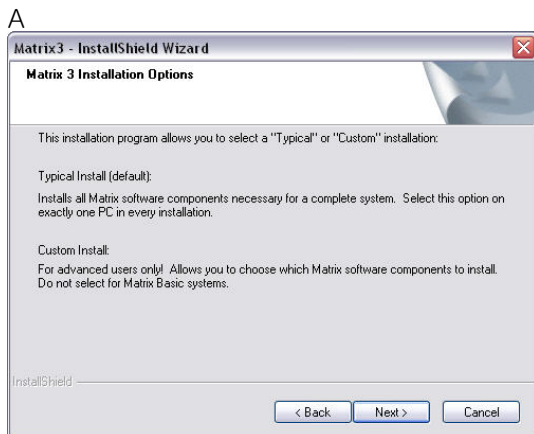 A
Matrix3 - InstallShield Wizard
Matrix 3 Installation Options
This installation program allows you to select a "Typical" or "Custom" installation:
Typical Install (default):
Installs all Matrix software components necessary for a complete system. Select this option on
exactly one PC in every installation.
Custom Install:
For advanced users only! Allows you to choose which Matrix software components to install.
Do not select for Matrix Basic systems.
InstallShield
< Back Next > Cancel